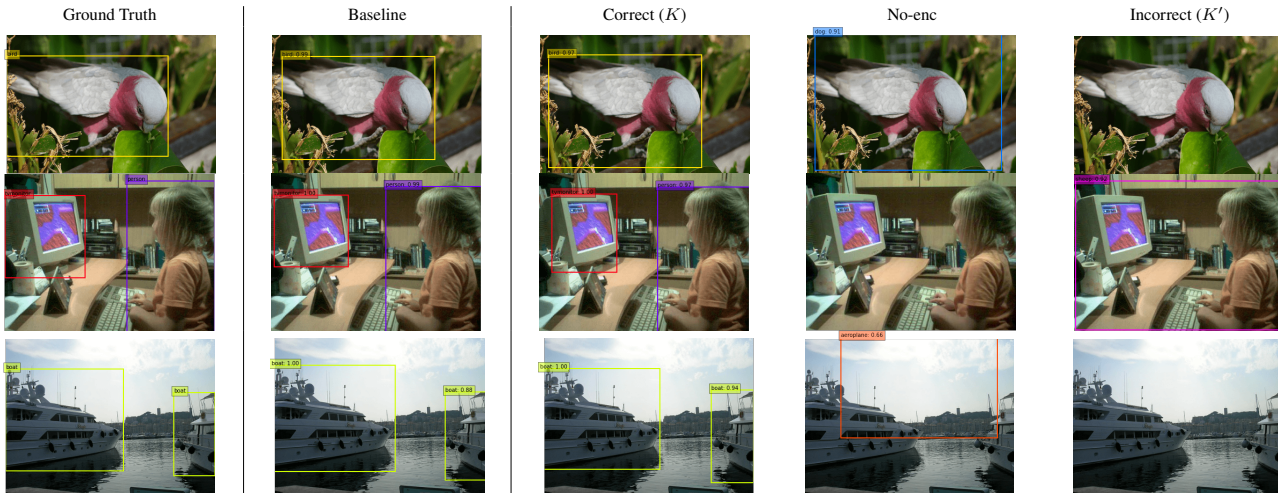 Ground Truth Baseline Correct (K) No-enc Incorrect (K′)
bird
bird: 0.99
bird: 0.97
dog: 0.91
person
person: 0.99
person: 0.97
boat
boat
boat: 1.00
boat: 0.88
boat: 1.00
boat: 0.94
aeroplane: 0.66